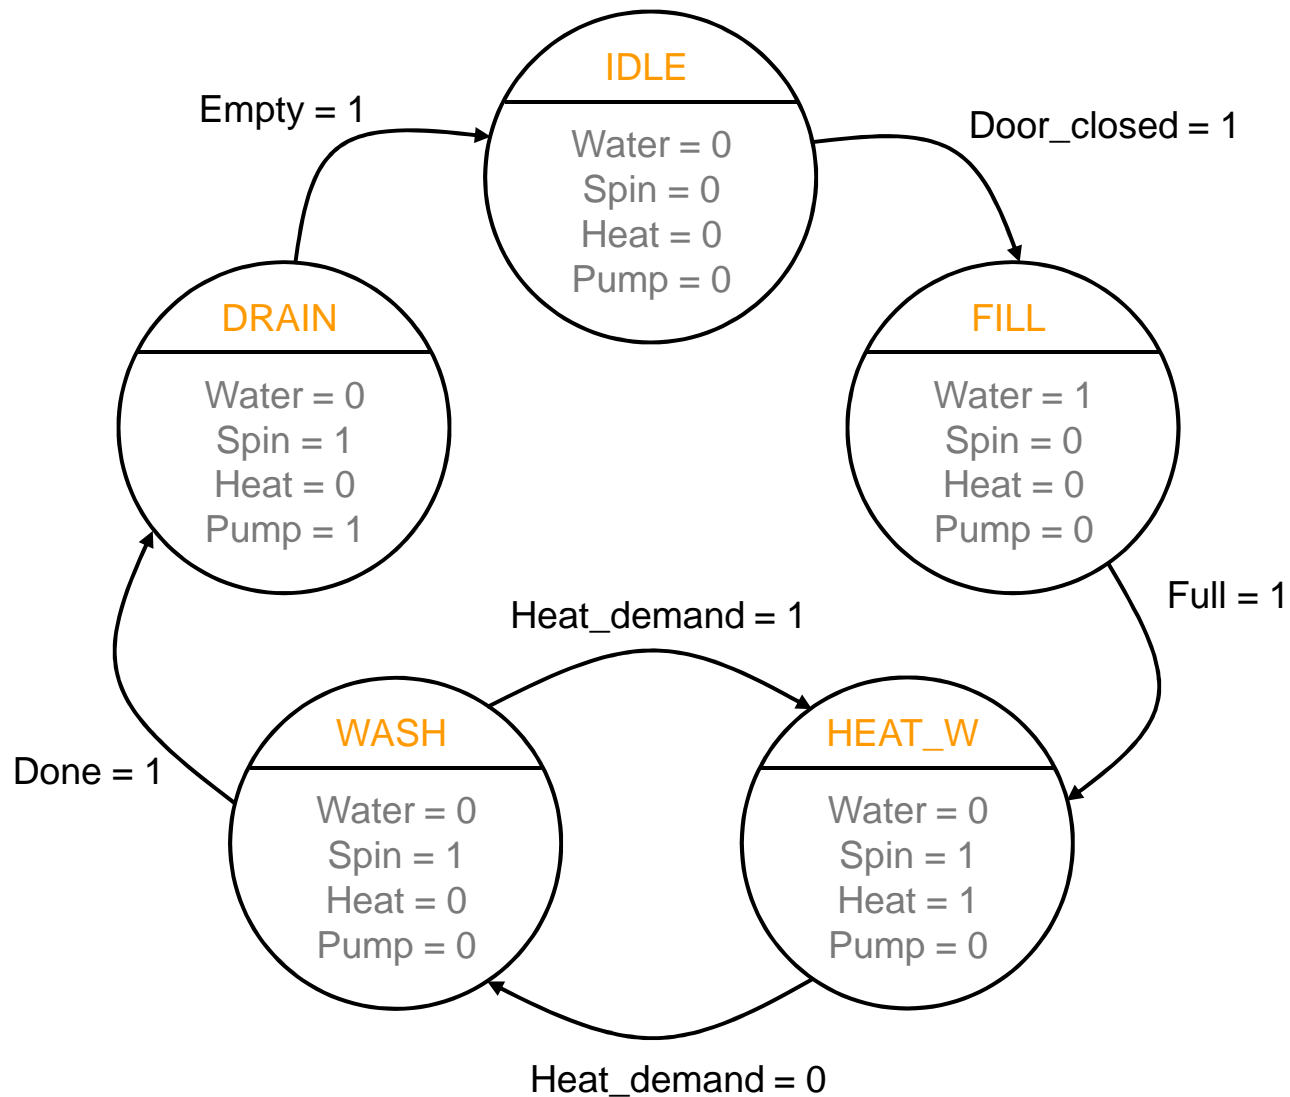 IDLE
Water = 0
Spin = 0
Heat = 0
Pump = 0
Empty = 1
Door_closed = 1
DRAIN
Water = 0
Spin = 1
Heat = 0
Pump = 1
FILL
Water = 1
Spin = 0
Heat = 0
Pump = 0
Full = 1
Heat_demand = 1
WASH
Water = 0
Spin = 1
Heat = 0
Pump = 0
HEAT_W
Water = 0
Spin = 1
Heat = 1
Pump = 0
Done = 1
Heat_demand = 0